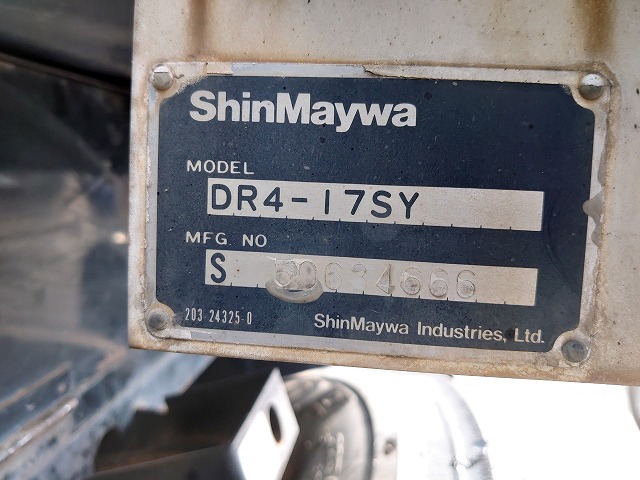 ShinMaywa
MODEL
DR4-17SY
MFG. NO
S
203-24325-0
ShinMaywa Industries, Ltd.